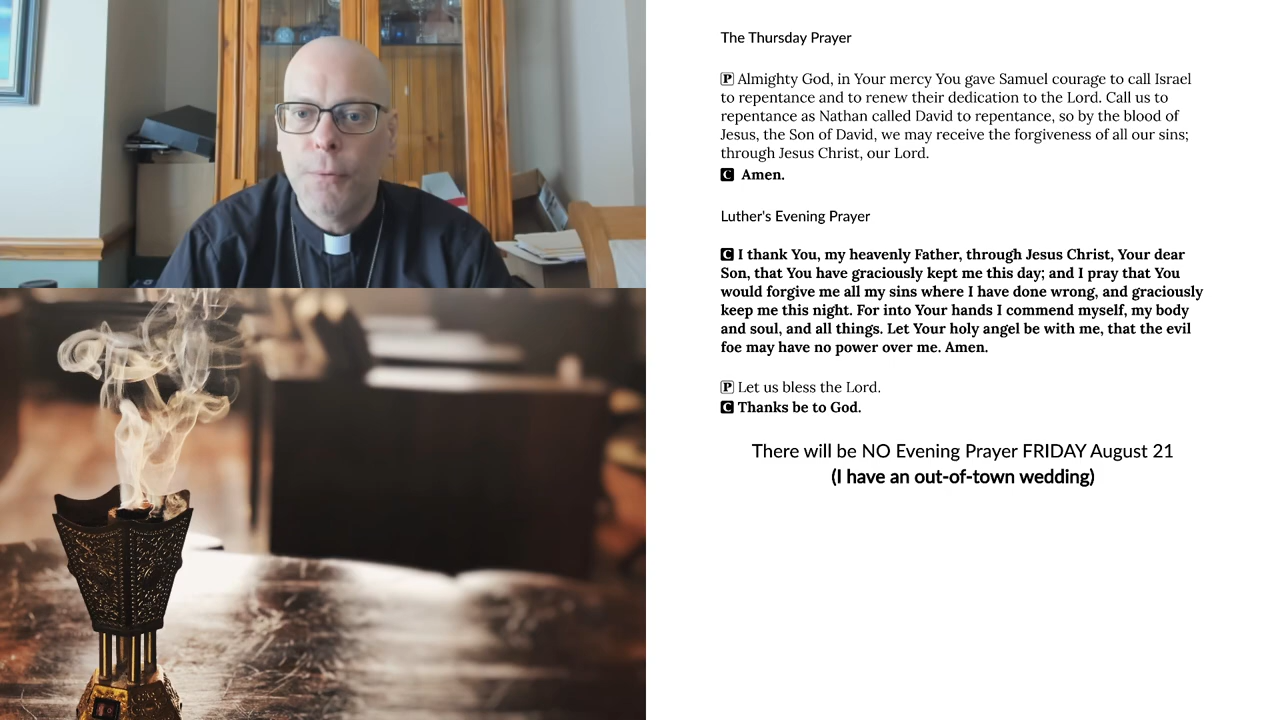 The Thursday Prayer
P Almighty God, in Your mercy You gave Samuel courage to call Israel
to repentance and to renew their dedication to the Lord. Call us to
repentance as Nathan called David to repentance, so by the blood of
Jesus, the Son of David, we may receive the forgiveness of all our sins;
through Jesus Christ, our Lord.
C Amen.
Luther's Evening Prayer
C I thank You, my heavenly Father, through Jesus Christ, Your dear
Son, that You have graciously kept me this day; and I pray that You
would forgive me all my sins where I have done wrong, and graciously
keep me this night. For into Your hands I commend myself, my body
and soul, and all things. Let Your holy angel be with me, that the evil
foe may have no power over me. Amen.
P Let us bless the Lord.
C Thanks be to God.
There will be NO Evening Prayer FRIDAY August 21
(I have an out-of-town wedding)